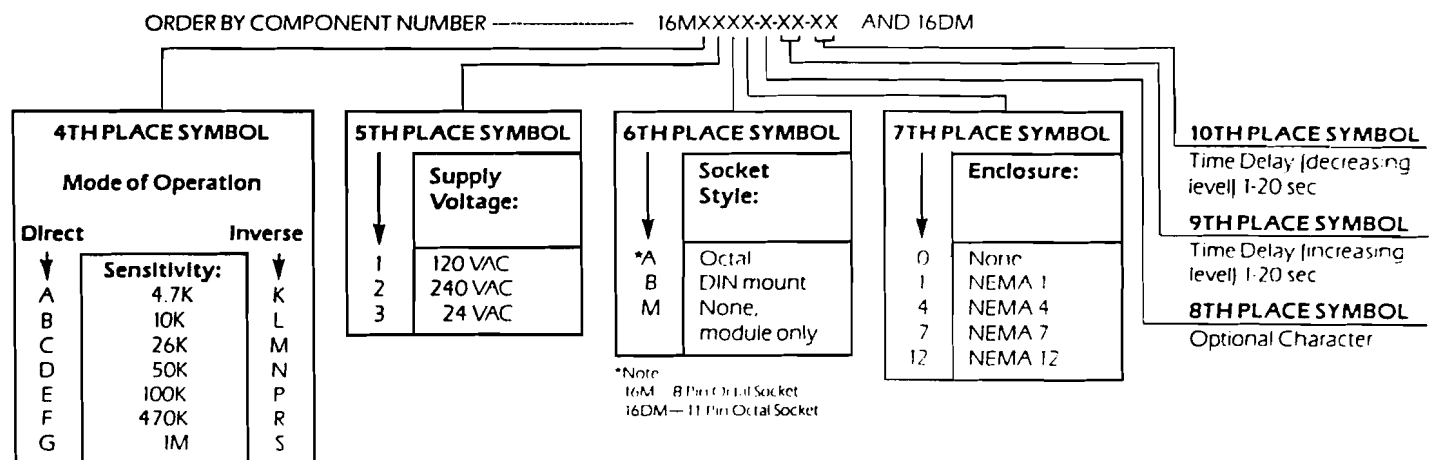 ORDER BY COMPONENT NUMBER ---------------- 16MXXXX-X-XX-XX AND 16DM
4TH PLACE SYMBOL
Mode of Operation
Direct Inverse
Sensitivity:
A 4.7K K
B 10K L
C 26K M
D 50K N
E 100K P
F 470K R
G 1M S
5TH PLACE SYMBOL
Supply
Voltage:
1 120 VAC
2 240 VAC
3 24 VAC
6TH PLACE SYMBOL
Socket
Style:
*A Octal
B DIN mount
M None,
module only
*Note
16M — 8 Pin Octal Socket
16DM — 11 Pin Octal Socket
7TH PLACE SYMBOL
Enclosure:
0 None
1 NEMA 1
4 NEMA 4
7 NEMA 7
12 NEMA 12
10TH PLACE SYMBOL
Time Delay (decreasing
level) 1-20 sec
9TH PLACE SYMBOL
Time Delay (increasing
level) 1-20 sec
8TH PLACE SYMBOL
Optional Character